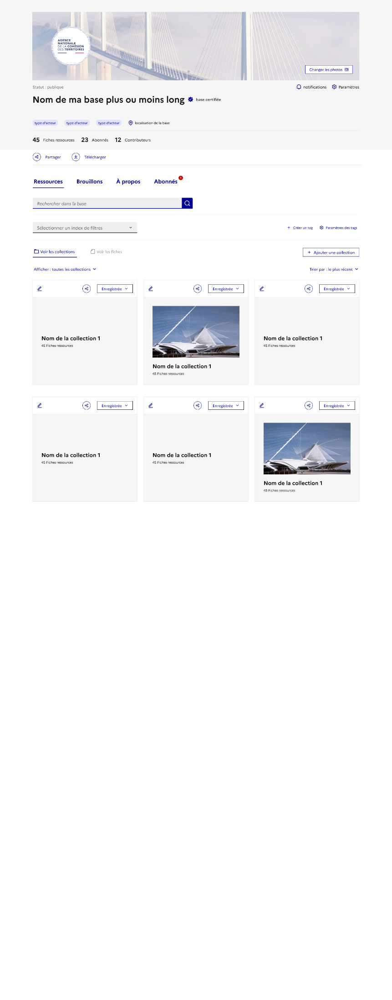 AGENCE
NATIONALE
DE LA COHÉSION
DES TERRITOIRES
Changer les photos
Statut : publique
notifications
Paramètres
Nom de ma base plus ou moins long
base certifiée
type d'acteur
type d'acteur
type d'acteur
localisation de la base
45 Fiches ressources
23 Abonnés
12 Contributeurs
Partager
Télécharger
Ressources
Brouillons
À propos
Abonnés
1
Rechercher dans la base
Sélectionner un index de filtres
Créer un tag
Paramètres des tags
Voir les collections
Voir les fiches
Ajouter une collection
Afficher : toutes les collections
Trier par : le plus récent
Enregistrée
Enregistrée
Enregistrée
Nom de la collection 1
45 Fiches ressources
Nom de la collection 1
45 Fiches ressources
Nom de la collection 1
45 Fiches ressources
Enregistrée
Enregistrée
Enregistrée
Nom de la collection 1
45 Fiches ressources
Nom de la collection 1
45 Fiches ressources
Nom de la collection 1
45 Fiches ressources